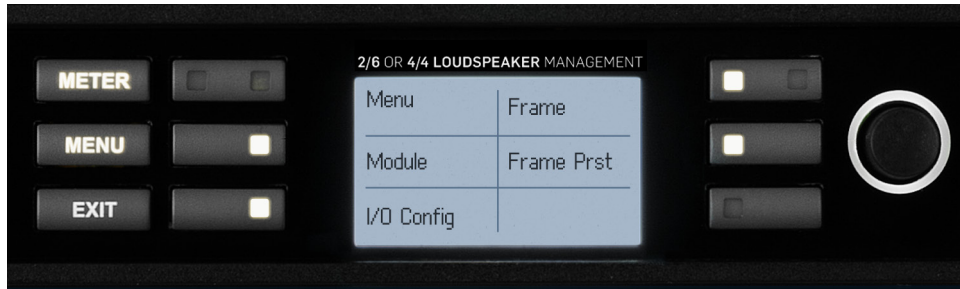 2/6 OR 4/4 LOUDSPEAKER MANAGEMENT
METER
Menu
Frame
MENU
Module
Frame Prst
EXIT
I/O Config